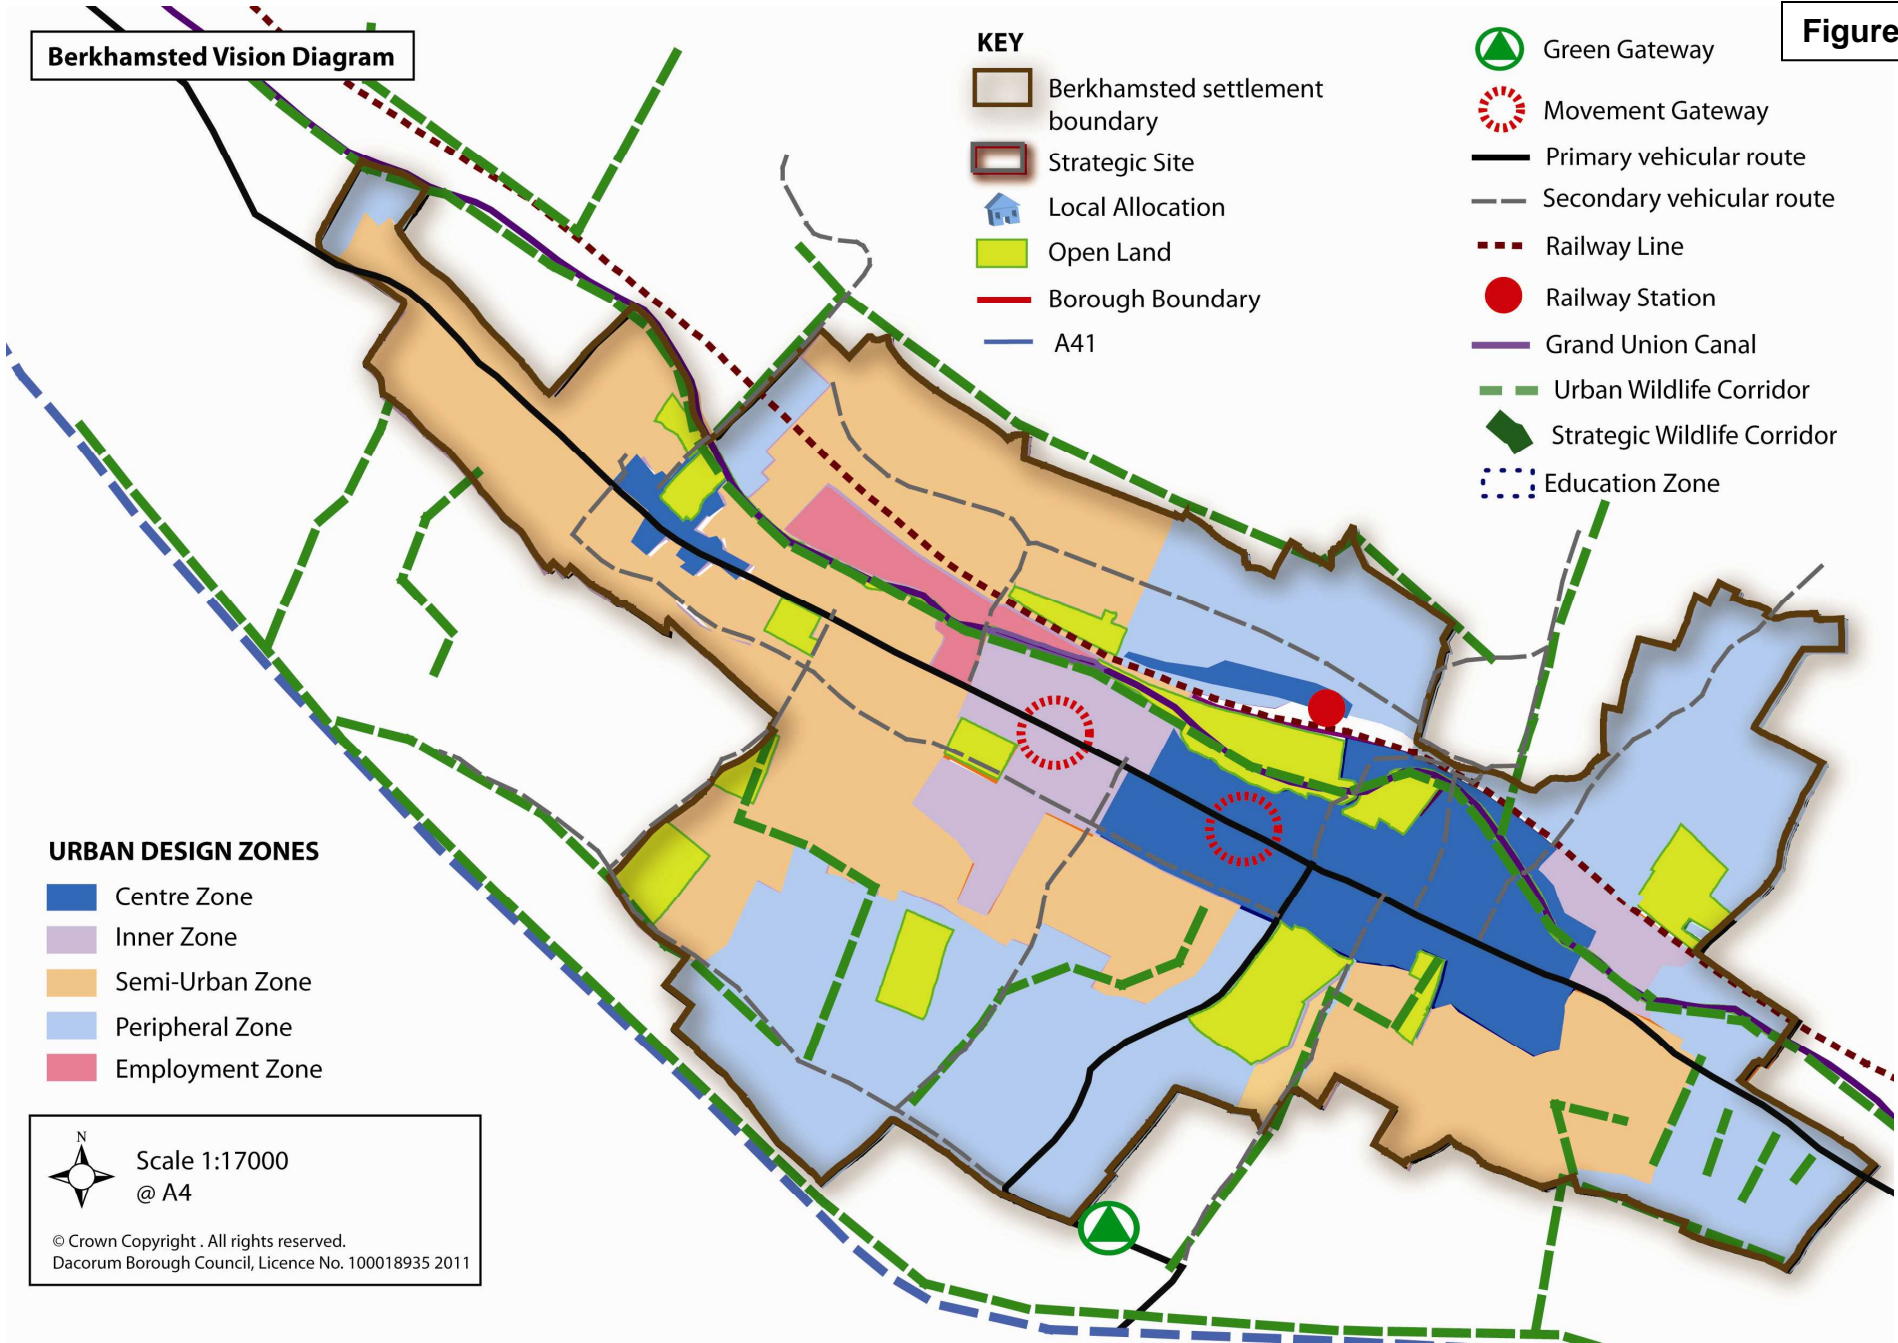 Figure
Berkhamsted Vision Diagram
KEY
Berkhamsted settlement
boundary
Strategic Site
Local Allocation
Open Land
Borough Boundary
A41
Green Gateway
Movement Gateway
Primary vehicular route
Secondary vehicular route
Railway Line
Railway Station
Grand Union Canal
Urban Wildlife Corridor
Strategic Wildlife Corridor
Education Zone
URBAN DESIGN ZONES
Centre Zone
Inner Zone
Semi-Urban Zone
Peripheral Zone
Employment Zone
N
Scale 1:17000
@ A4
© Crown Copyright . All rights reserved.
Dacorum Borough Council, Licence No. 100018935 2011